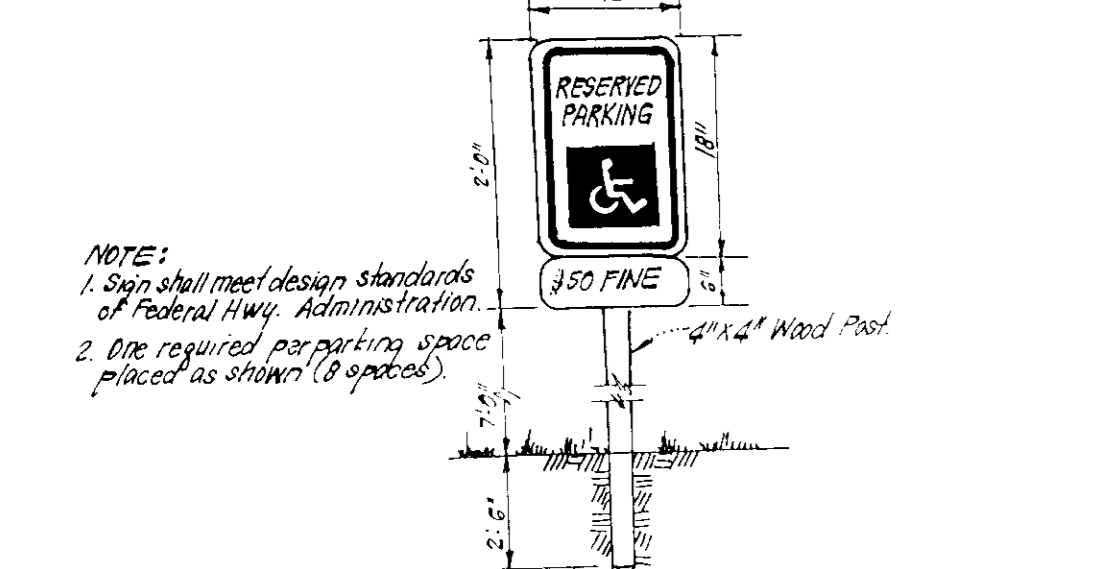 RESERVED
PARKING
18"
2'-0"
NOTE:
1. Sign shall meet design standards
of Federal Hwy. Administration.
2. One required per parking space
placed as shown (8 spaces).
$50 FINE
6"
4"x4" Wood Post.
7'-0"
2'-6"